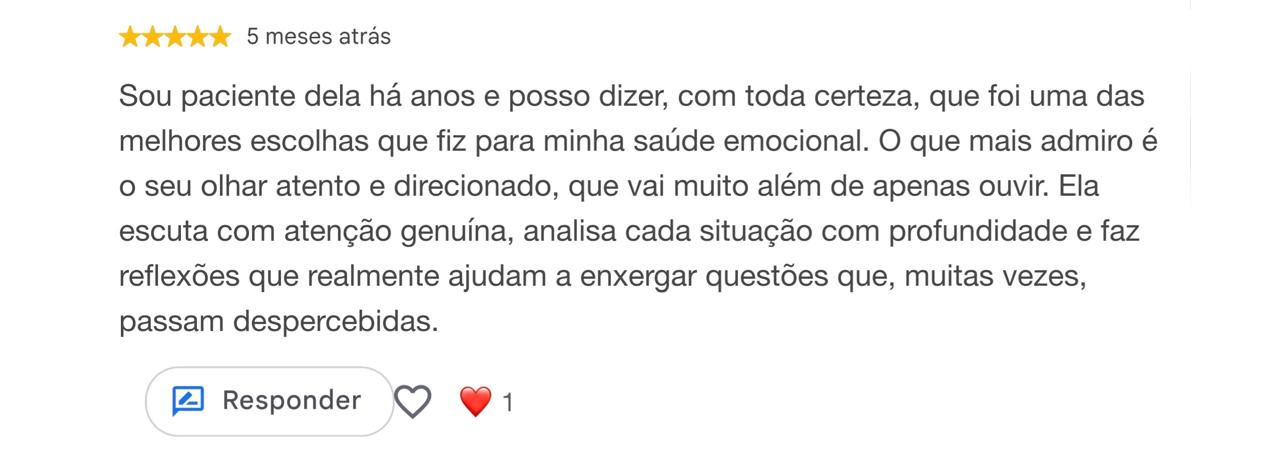 5 meses atrás
Sou paciente dela há anos e posso dizer, com toda certeza, que foi uma das
melhores escolhas que fiz para minha saúde emocional. O que mais admiro é
o seu olhar atento e direcionado, que vai muito além de apenas ouvir. Ela
escuta com atenção genuína, analisa cada situação com profundidade e faz
reflexões que realmente ajudam a enxergar questões que, muitas vezes,
passam despercebidas.
Responder 1